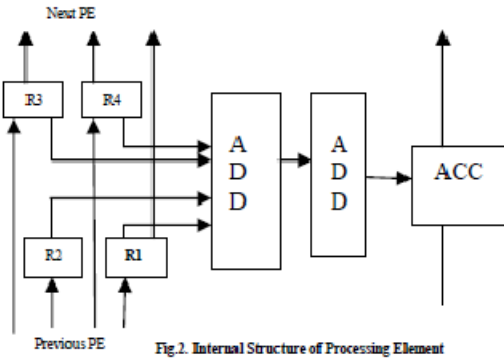 Next PE
R3
R4
A
D
D
A
D
D
ACC
R2
R1
Previous PE
Fig.2. Internal Structure of Processing Element